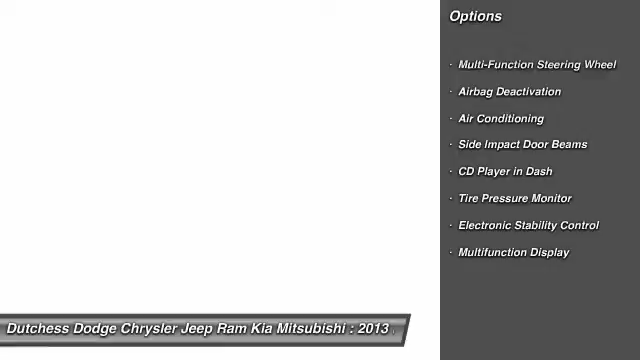 Options
· Multi-Function Steering Wheel
· Airbag Deactivation
· Air Conditioning
· Side Impact Door Beams
· CD Player in Dash
· Tire Pressure Monitor
· Electronic Stability Control
· Multifunction Display
Dutchess Dodge Chrysler Jeep Ram Kia Mitsubishi : 2013